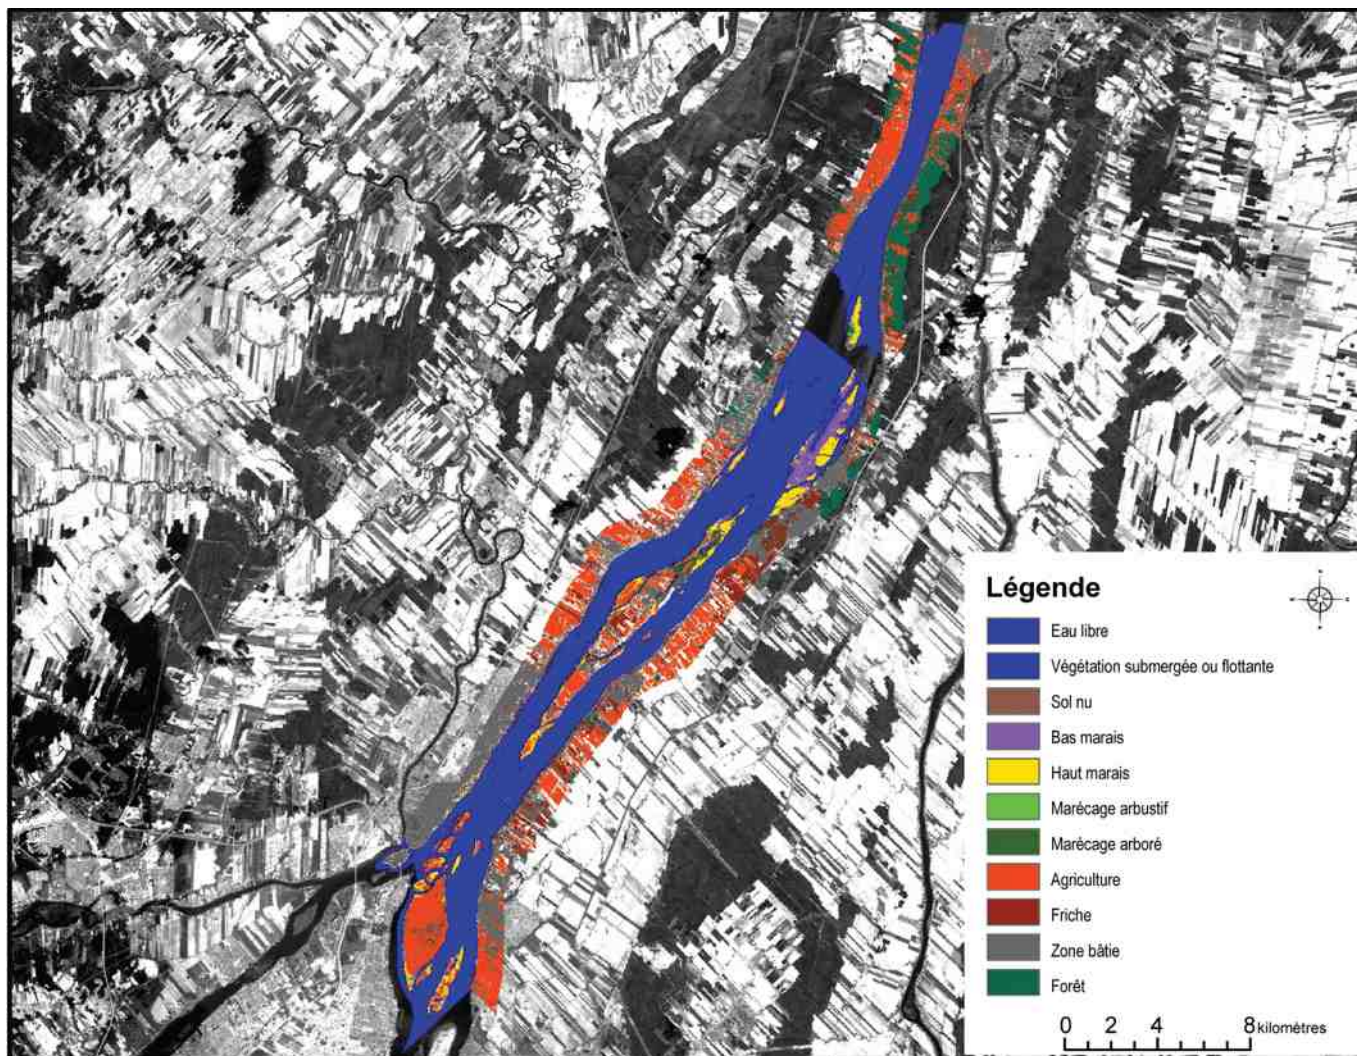 Légende
Eau libre
Végétation submergée ou flottante
Sol nu
Bas marais
Haut marais
Marécage arbustif
Marécage arboré
Agriculture
Friche
Zone bâtie
Forêt
0 2 4 8 kilomètres